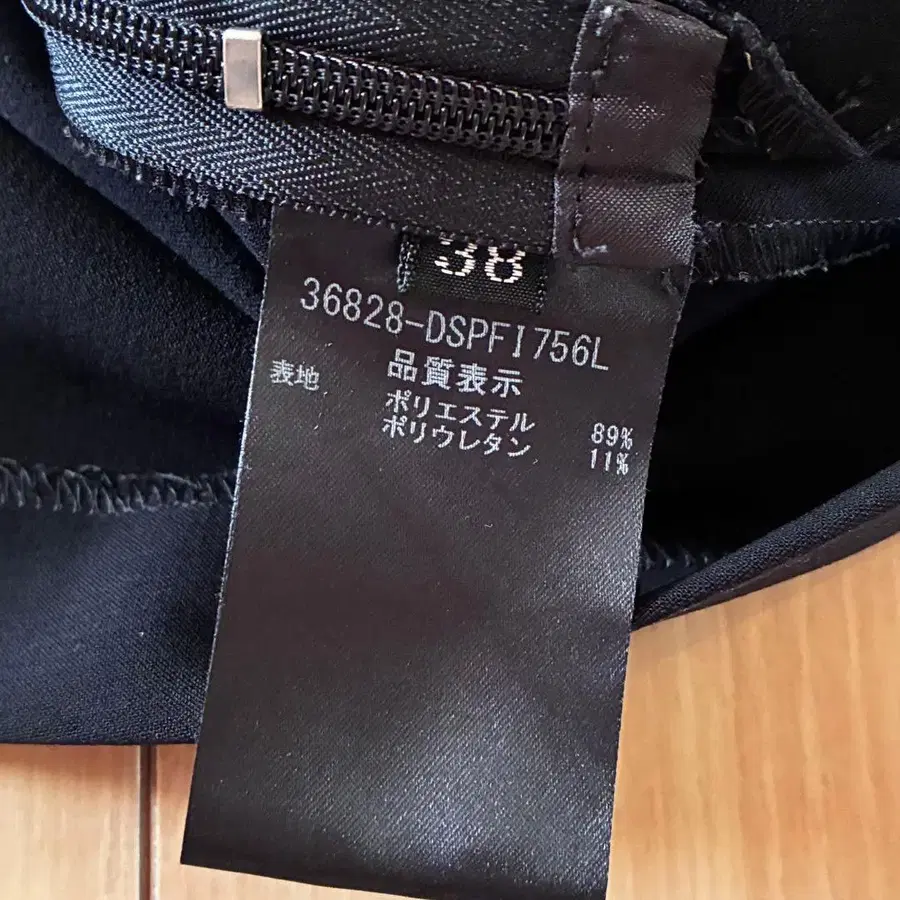 38
36828-DSPFI756L
品質表示
表地 ポリエステル 89%
ポリウレタン 11%